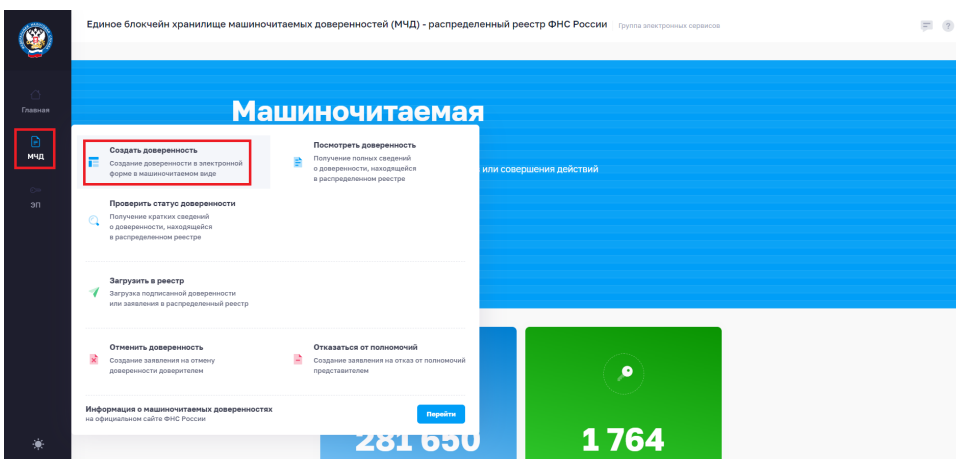 Единое блокчейн хранилище машиночитаемых доверенностей (МЧД) - распределенный реестр ФНС России Группа электронных сервисов
Главная
МЧД
ЭП
Машиночитаемая
или совершения действий
Создать доверенность
Создание доверенности в электронной
форме в машиночитаемом виде
Посмотреть доверенность
Получение полных сведений
о доверенности, находящейся
в распределенном реестре
Проверить статус доверенности
Получение кратких сведений
о доверенности, находящейся
в распределенном реестре
Загрузить в реестр
Загрузка подписанной доверенности
или заявления в распределенный реестр
Отменить доверенность
Создание заявления на отмену
доверенности доверителем
Отказаться от полномочий
Создание заявления на отказ от полномочий
представителем
Информация о машиночитаемых доверенностях
на официальном сайте ФНС России
Перейти
281 650
1 764